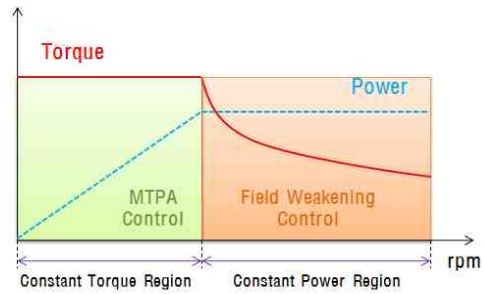 Torque
Power
MTPA
Control
Field Weakening
Control
rpm
Constant Torque Region
Constant Power Region